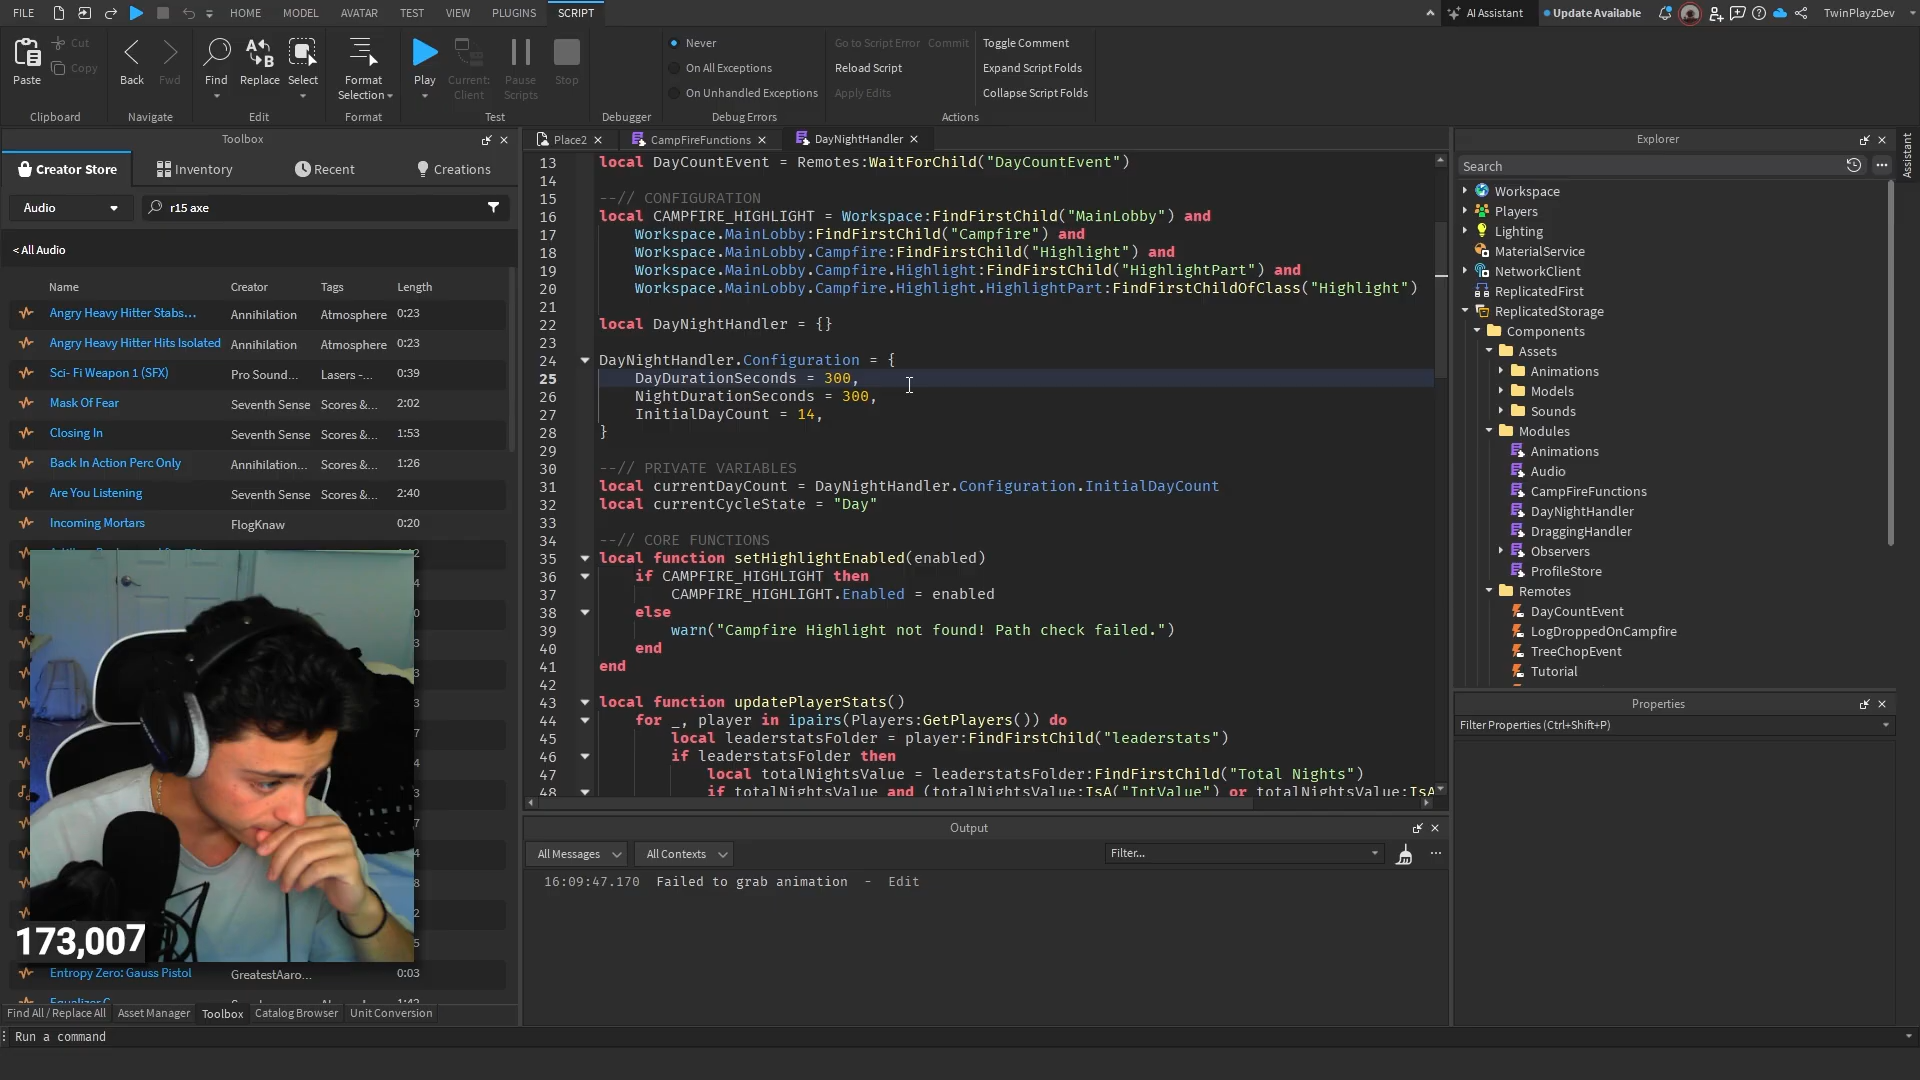 FILE
HOME
MODEL
AVATAR
TEST
VIEW
PLUGINS
SCRIPT
AI Assistant
Update Available
TwinPlayzDev
Paste
Cut
Copy
Clipboard
Back
Fwd
Navigate
Find
Replace
Select
Edit
Format
Selection
Format
Play
Current:
Client
Pause
Scripts
Stop
Test
Debugger
Never
On All Exceptions
On Unhandled Exceptions
Debug Errors
Go to Script Error
Commit
Reload Script
Apply Edits
Toggle Comment
Expand Script Folds
Collapse Script Folds
Actions
Toolbox
Creator Store
Inventory
Recent
Creations
Audio
r15 axe
< All Audio
Name Creator Tags Length
Angry Heavy Hitter Stabs... Annihilation Atmosphere 0:23
Angry Heavy Hitter Hits Isolated Annihilation Atmosphere 0:23
Sci- Fi Weapon 1 (SFX) Pro Sound... Lasers -... 0:39
Mask Of Fear Seventh Sense Scores &... 2:02
Closing In Seventh Sense Scores &... 1:53
Back In Action Perc Only Annihilation... Scores &... 1:26
Are You Listening Seventh Sense Scores &... 2:40
Incoming Mortars FlogKnaw 0:20
173,007
Entropy Zero: Gauss Pistol GreatestAaro... 0:03
Find All / Replace All
Asset Manager
Toolbox
Catalog Browser
Unit Conversion
Run a command
Place2
CampFireFunctions
DayNightHandler
13 local DayCountEvent = Remotes:WaitForChild("DayCountEvent")
14
15 --// CONFIGURATION
16 local CAMPFIRE_HIGHLIGHT = Workspace:FindFirstChild("MainLobby") and
17 Workspace.MainLobby:FindFirstChild("Campfire") and
18 Workspace.MainLobby.Campfire:FindFirstChild("Highlight") and
19 Workspace.MainLobby.Campfire.Highlight:FindFirstChild("HighlightPart") and
20 Workspace.MainLobby.Campfire.Highlight.HighlightPart:FindFirstChildOfClass("Highlight")
21
22 local DayNightHandler = {}
23
24 DayNightHandler.Configuration = {
25 DayDurationSeconds = 300,
26 NightDurationSeconds = 300,
27 InitialDayCount = 14,
28 }
29
30 --// PRIVATE VARIABLES
31 local currentDayCount = DayNightHandler.Configuration.InitialDayCount
32 local currentCycleState = "Day"
33
34 --// CORE FUNCTIONS
35 local function setHighlightEnabled(enabled)
36 if CAMPFIRE_HIGHLIGHT then
37 CAMPFIRE_HIGHLIGHT.Enabled = enabled
38 else
39 warn("Campfire Highlight not found! Path check failed.")
40 end
41 end
42
43 local function updatePlayerStats()
44 for _, player in ipairs(Players:GetPlayers()) do
45 local leaderstatsFolder = player:FindFirstChild("leaderstats")
46 if leaderstatsFolder then
47 local totalNightsValue = leaderstatsFolder:FindFirstChild("Total Nights")
48 if totalNightsValue and (totalNightsValue:IsA("IntValue") or totalNightsValue:IsA
Output
All Messages
All Contexts
Filter...
16:09:47.170 Failed to grab animation - Edit
Explorer
Search
Assistant
Workspace
Players
Lighting
MaterialService
NetworkClient
ReplicatedFirst
ReplicatedStorage
Components
Assets
Animations
Models
Sounds
Modules
Animations
Audio
CampFireFunctions
DayNightHandler
DraggingHandler
Observers
ProfileStore
Remotes
DayCountEvent
LogDroppedOnCampfire
TreeChopEvent
Tutorial
Properties
Filter Properties (Ctrl+Shift+P)